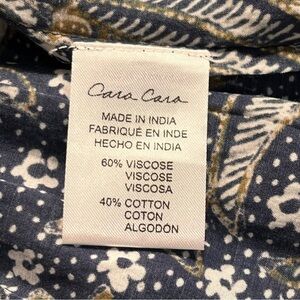 Cara Cara
MADE IN INDIA
FABRIQUÉ EN INDE
HECHO EN INDIA
60% VISCOSE
VISCOSE
VISCOSA
40% COTTON
COTON
ALGODÓN